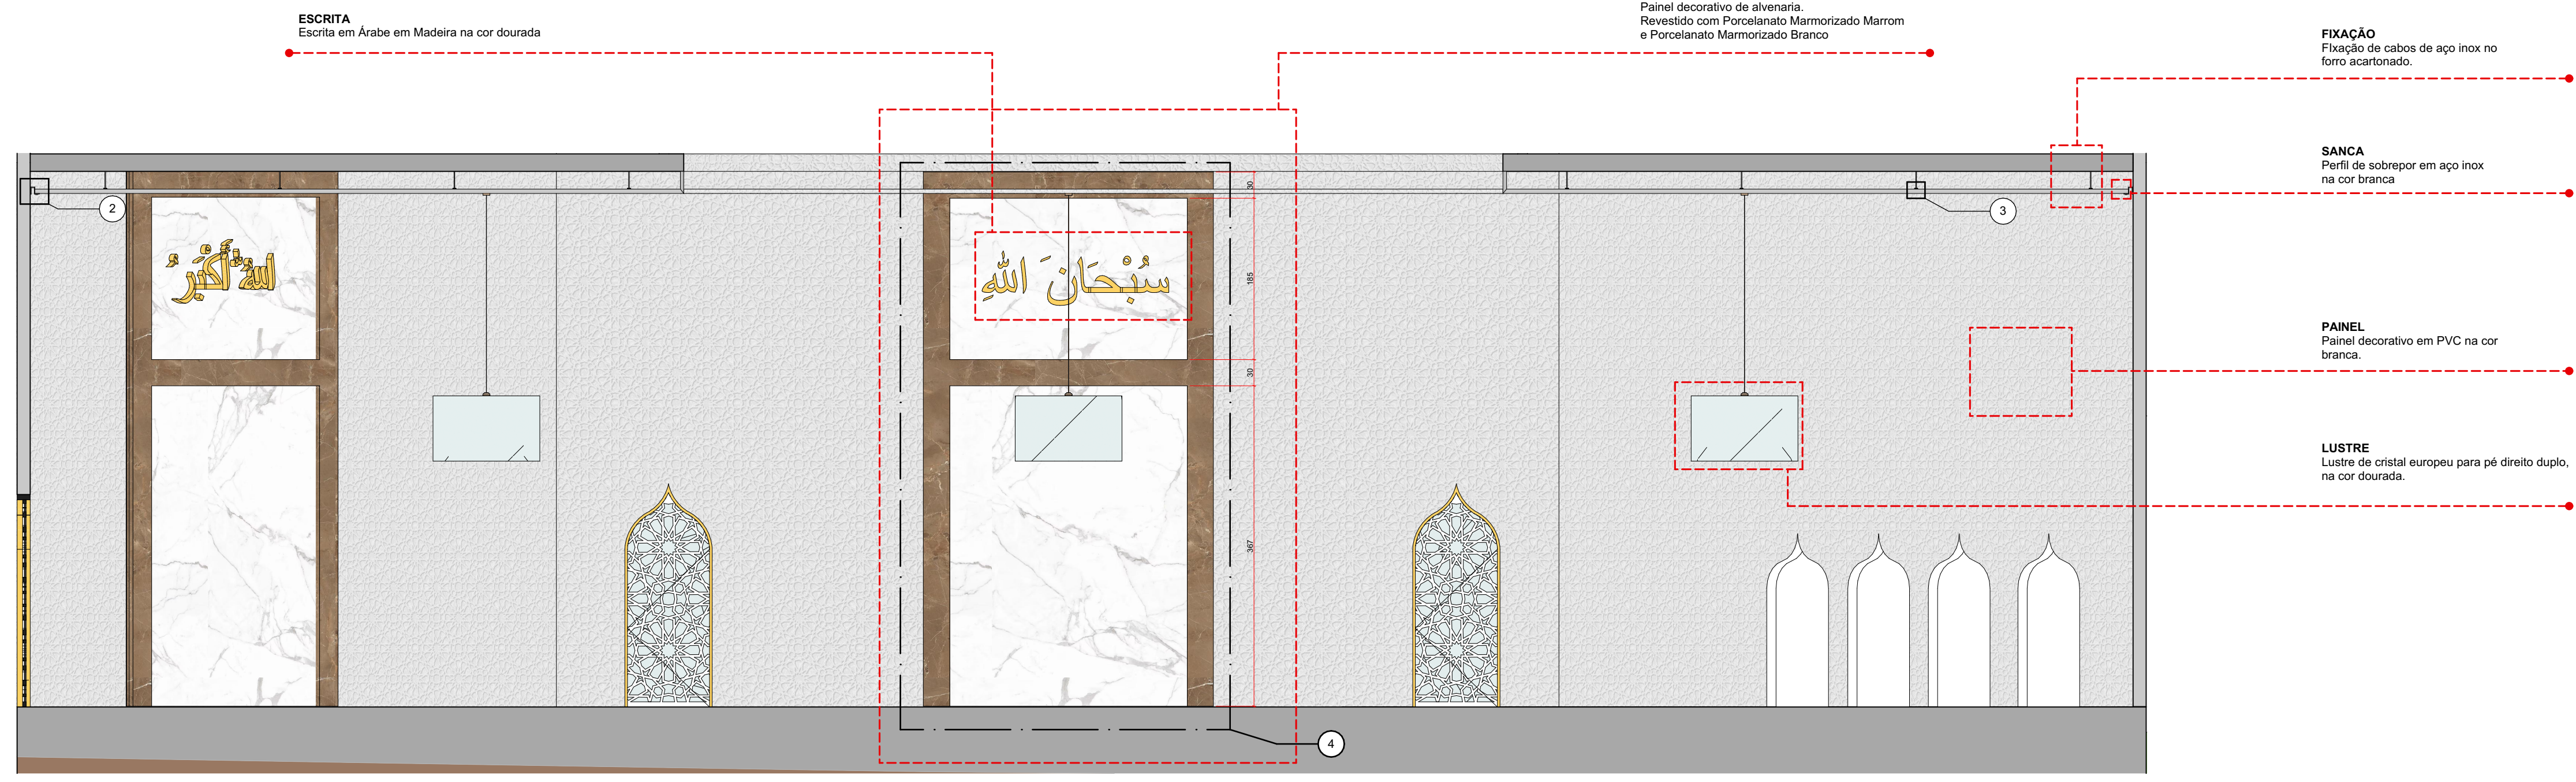 ESCRITA
Escrita em Árabe em Madeira na cor dourada
Painel decorativo de alvenaria.
Revestido com Porcelanato Marmorizado Marrom
e Porcelanato Marmorizado Branco
FIXAÇÃO
FIxação de cabos de aço inox no
forro acartonado.
SANCA
Perfil de sobrepor em aço inox
na cor branca
2
3
30
185
30
367
اللهُ أَكْبَرُ
سُبْحَانَ اللّٰهِ
PAINEL
Painel decorativo em PVC na cor
branca.
LUSTRE
Lustre de cristal europeu para pé direito duplo,
na cor dourada.
4